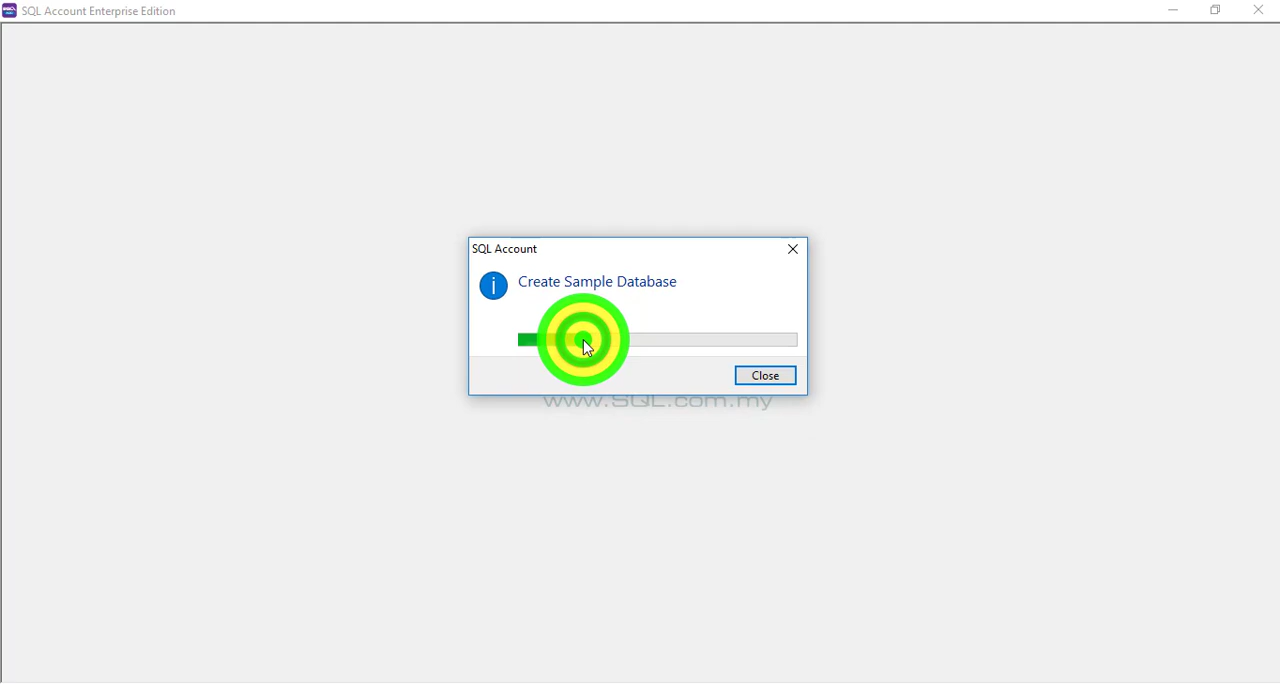 SQL Account Enterprise Edition
SQL Account
Create Sample Database
Close
www.SQL.com.my